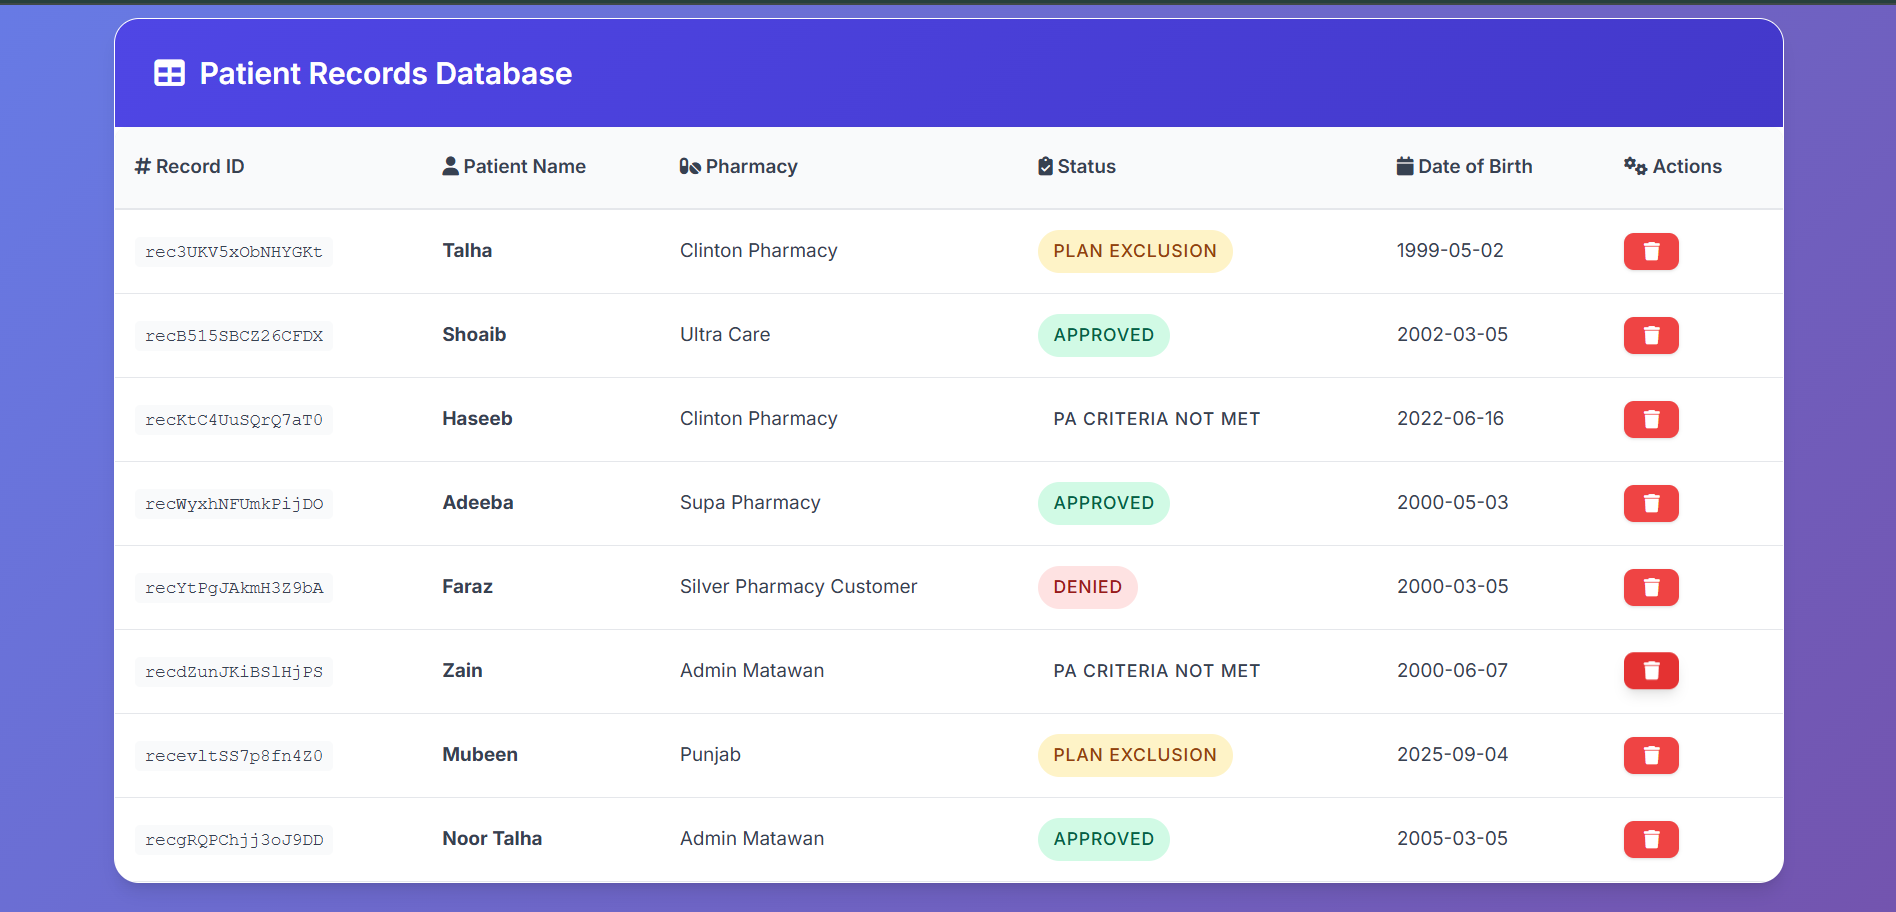 Patient Records Database
Record ID Patient Name Pharmacy Status Date of Birth Actions
rec3UKV5xObNHYGKt Talha Clinton Pharmacy PLAN EXCLUSION 1999-05-02
recB515SBCZ26CFDX Shoaib Ultra Care APPROVED 2002-03-05
recKtC4UuSQrQ7aT0 Haseeb Clinton Pharmacy PA CRITERIA NOT MET 2022-06-16
recWyxhNFUmkPijDO Adeeba Supa Pharmacy APPROVED 2000-05-03
recYtPgJAkmH3Z9bA Faraz Silver Pharmacy Customer DENIED 2000-03-05
recdZunJKiBSlHjPS Zain Admin Matawan PA CRITERIA NOT MET 2000-06-07
recevltSS7p8fn4Z0 Mubeen Punjab PLAN EXCLUSION 2025-09-04
recgRQPChjj3oJ9DD Noor Talha Admin Matawan APPROVED 2005-03-05